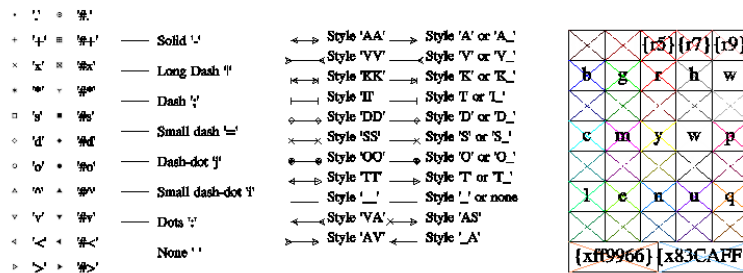 '.' '#.'
'+' '#+'
'x' '#x'
'*' '#*'
's' '#s'
'd' '#d'
'o' '#o'
'^' '#^'
'v' '#v'
'<' '#<'
'>' '#>'
Solid '-'
Long Dash '|'
Dash ';'
Small dash '='
Dash-dot 'j'
Small dash-dot 'i'
Dots ':'
None ' '
Style 'AA' Style 'A' or 'A_'
Style 'VV' Style 'V' or 'V_'
Style 'KK' Style 'K' or 'K_'
Style 'II' Style 'I' or 'I_'
Style 'DD' Style 'D' or 'D_'
Style 'SS' Style 'S' or 'S_'
Style 'OO' Style 'O' or 'O_'
Style 'TT' Style 'T' or 'T_'
Style '__' Style '_' or none
Style 'VA' Style 'AS'
Style 'AV' Style '_A'
{r5} {r7} {r9}
b g r h w
c m y w p
l e n u q
{xff9966} {x83CAFF